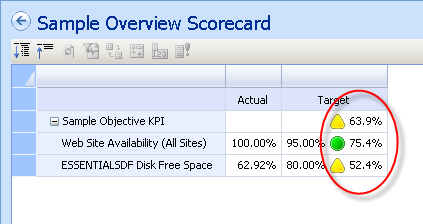 Sample Overview Scorecard
Actual Target
Sample Objective KPI 63.9%
Web Site Availability (All Sites) 100.00% 95.00% 75.4%
ESSENTIALSDF Disk Free Space 62.92% 80.00% 52.4%